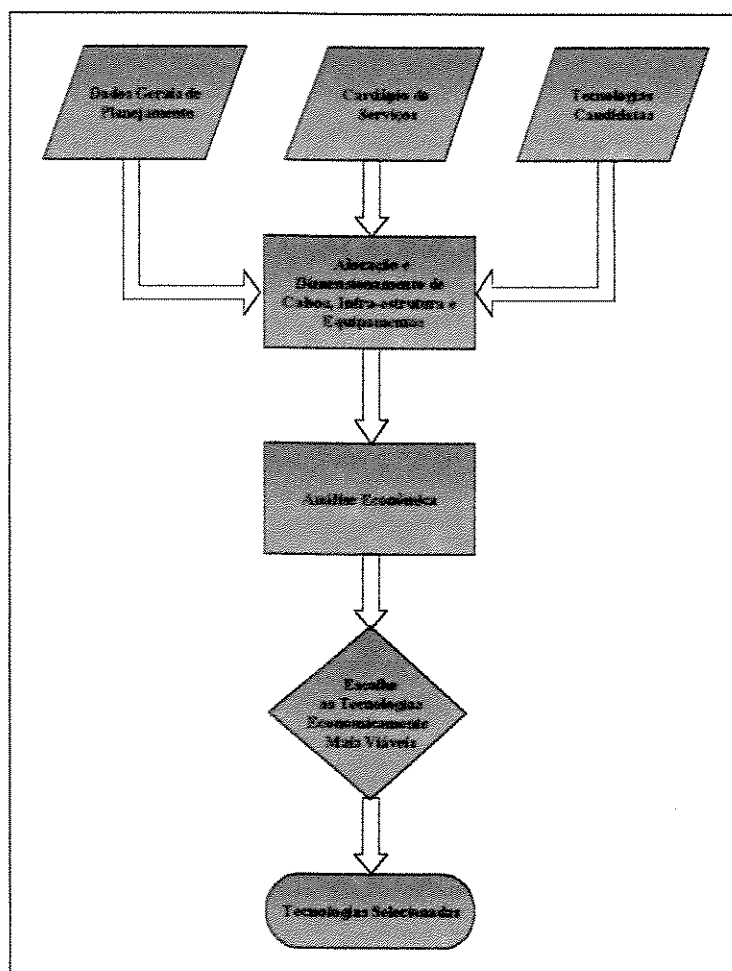 Dados Gerais de
Planejamento
Cardápio de
Serviços
Tecnologias
Candidatas
Alocação e
Dimensionamento de
Cabos, Infra-estrutura e
Equipamentos
Análise Econômica
Escolhe
as Tecnologias
Economicamente
Mais Viáveis
Tecnologias Selecionadas